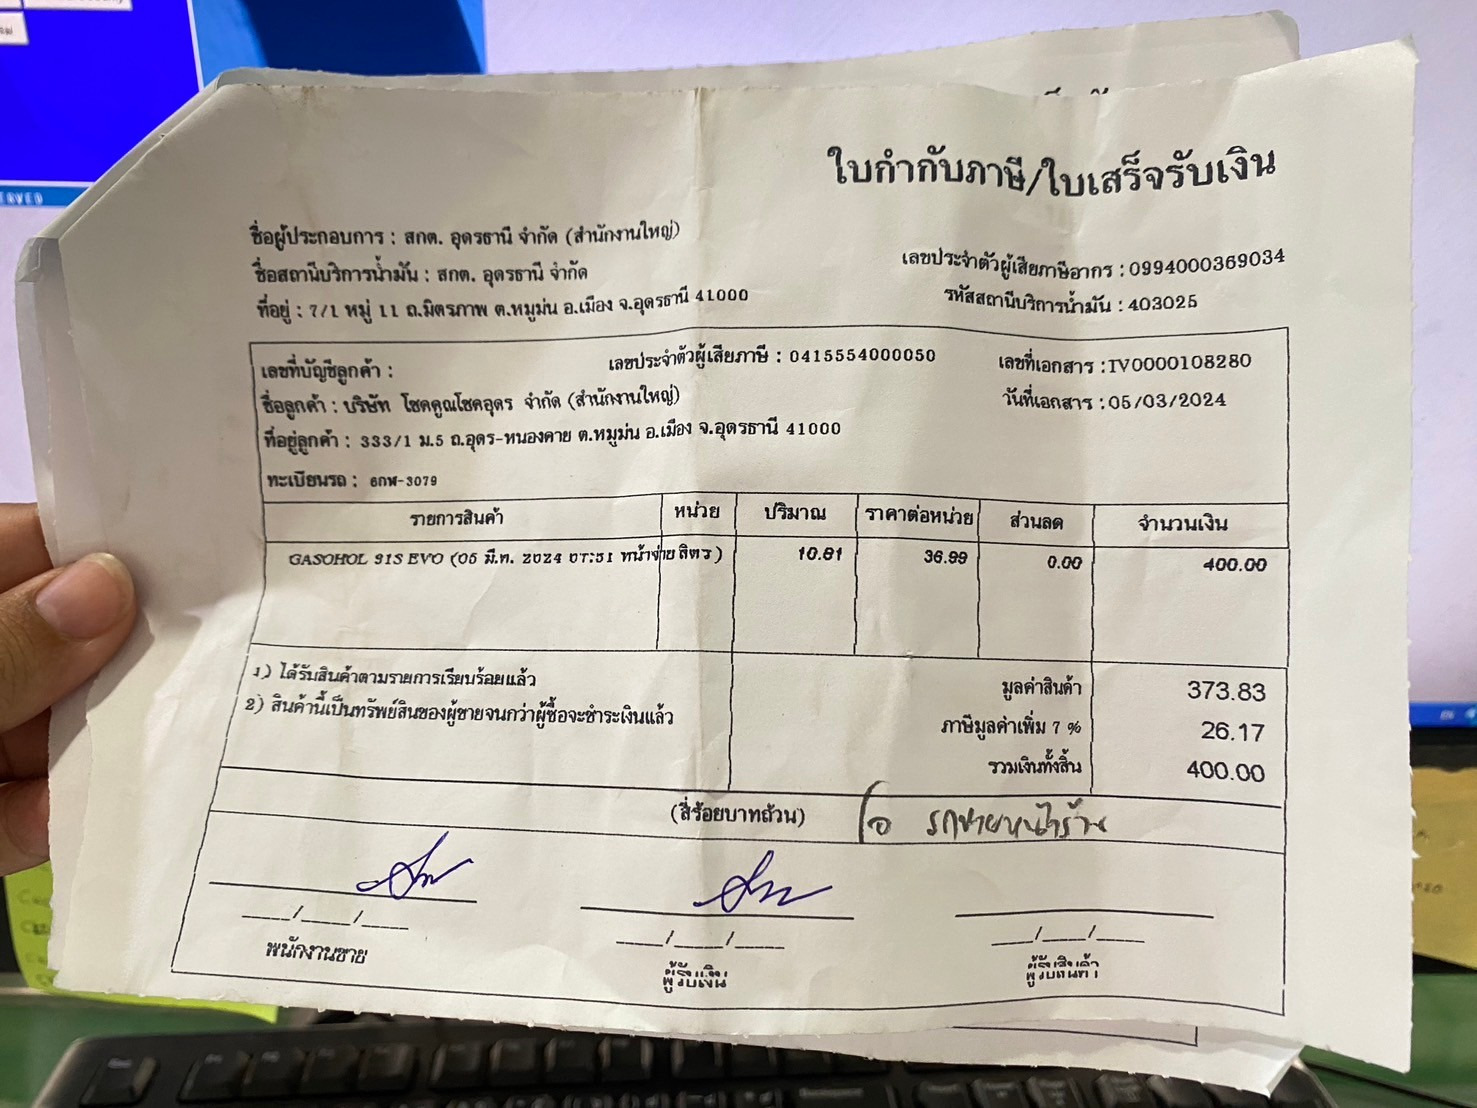 ERVED
ใบกำกับภาษี/ใบเสร็จรับเงิน
ชื่อผู้ประกอบการ : สกต. อุดรธานี จำกัด (สำนักงานใหญ่)
เลขประจำตัวผู้เสียภาษีอากร : 0994000369034
ชื่อสถานีบริการน้ำมัน : สกต. อุดรธานี จำกัด
รหัสสถานีบริการน้ำมัน : 403025
ที่อยู่ : 7/1 หมู่ 11 ถ.มิตรภาพ ต.หมูม่น อ.เมือง จ.อุดรธานี 41000
เลขที่บัญชีลูกค้า : เลขประจำตัวผู้เสียภาษี : 0415554000050 เลขที่เอกสาร : IV0000108280
ชื่อลูกค้า : บริษัท โชคคูณโชคอุดร จำกัด (สำนักงานใหญ่) วันที่เอกสาร : 05/03/2024
ที่อยู่ลูกค้า : 333/1 ม.5 ถ.อุดร-หนองคาย ต.หมูม่น อ.เมือง จ.อุดรธานี 41000
ทะเบียนรถ : 6กพ-3079
รายการสินค้า หน่วย ปริมาณ ราคาต่อหน่วย ส่วนลด จำนวนเงิน
GASOHOL 91S EVO (05 มี.ค. 2024 07:51 หน้าจ่าย ลิตร ) 10.81 36.99 0.00 400.00
1) ได้รับสินค้าตามรายการเรียบร้อยแล้ว
2) สินค้านี้เป็นทรัพย์สินของผู้ขายจนกว่าผู้ซื้อจะชำระเงินแล้ว
มูลค่าสินค้า 373.83
ภาษีมูลค่าเพิ่ม 7 % 26.17
รวมเงินทั้งสิ้น 400.00
(สี่ร้อยบาทถ้วน) รถขายหน้าร้าน
___/___/___ ___/___/___ ___/___/___
พนักงานขาย ผู้รับเงิน ผู้รับสินค้า